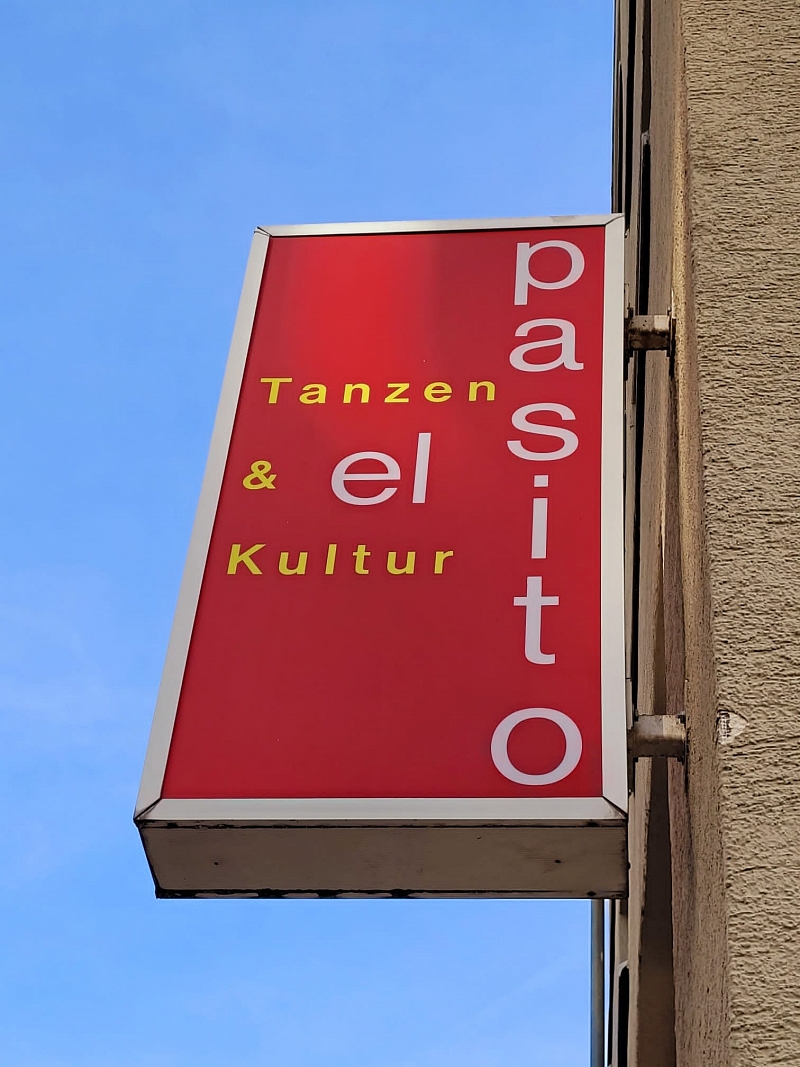 el pasito
Tanzen
&
Kultur